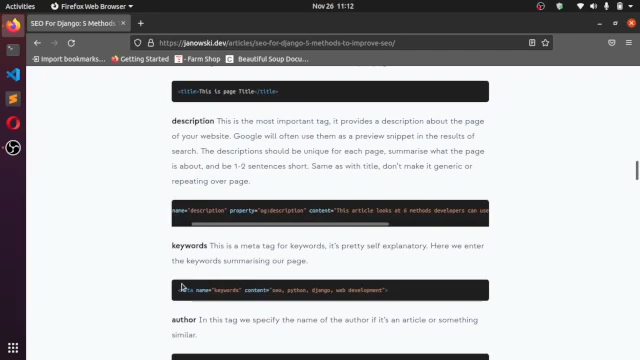 Activities
Firefox Web Browser
Nov 26 11:12
SEO For Django: 5 Methods
https://janowski.dev/articles/seo-for-django-5-methods-to-improve-seo/
Import bookmarks...
Getting Started
Farm Shop
Beautiful Soup Docu...
<title>This is page Title</title>
description This is the most important tag, it provides a description about the page
of your website. Google will often use them as a preview snippet in the results of
search. The descriptions should be unique for each page, summarise what the page
is about, and be 1-2 sentences short. Same as with title, don't make it generic or
repeating over page.
name="description" property="og:description" content="This article looks at 6 methods developers can use
keywords This is a meta tag for keywords, it's pretty self explanatory. Here we enter
the keywords summarising our page.
<meta name="keywords" content="seo, python, django, web development">
author In this tag we specify the name of the author if it's an article or something
similar.